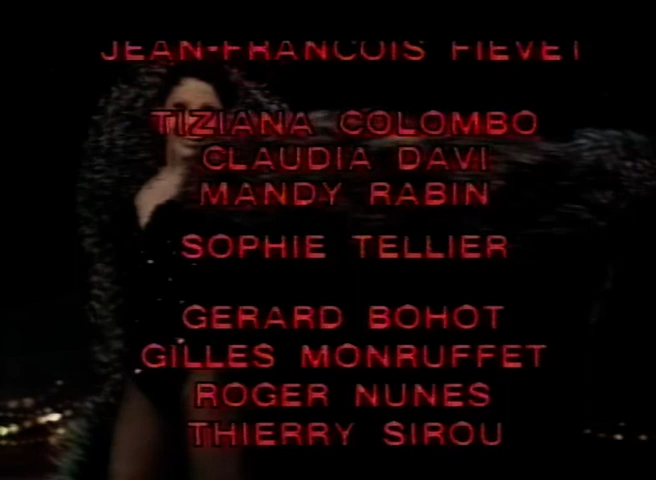 JEAN-FRANCOIS FIEVET
TIZIANA COLOMBO
CLAUDIA DAVI
MANDY RABIN
SOPHIE TELLIER
GERARD BOHOT
GILLES MONRUFFET
ROGER NUNES
THIERRY SIROU